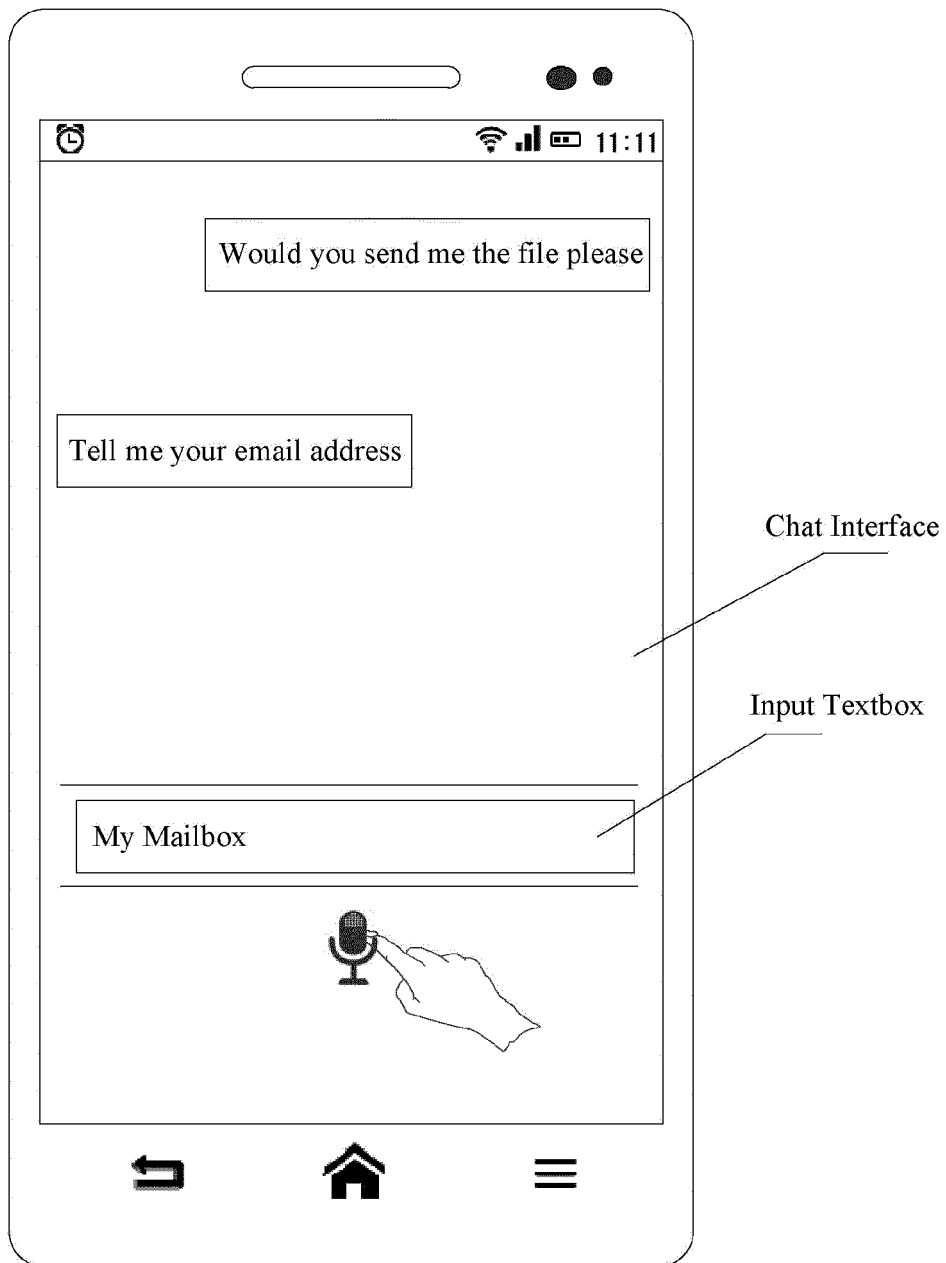 11:11
Would you send me the file please
Tell me your email address
Chat Interface
Input Textbox
My Mailbox